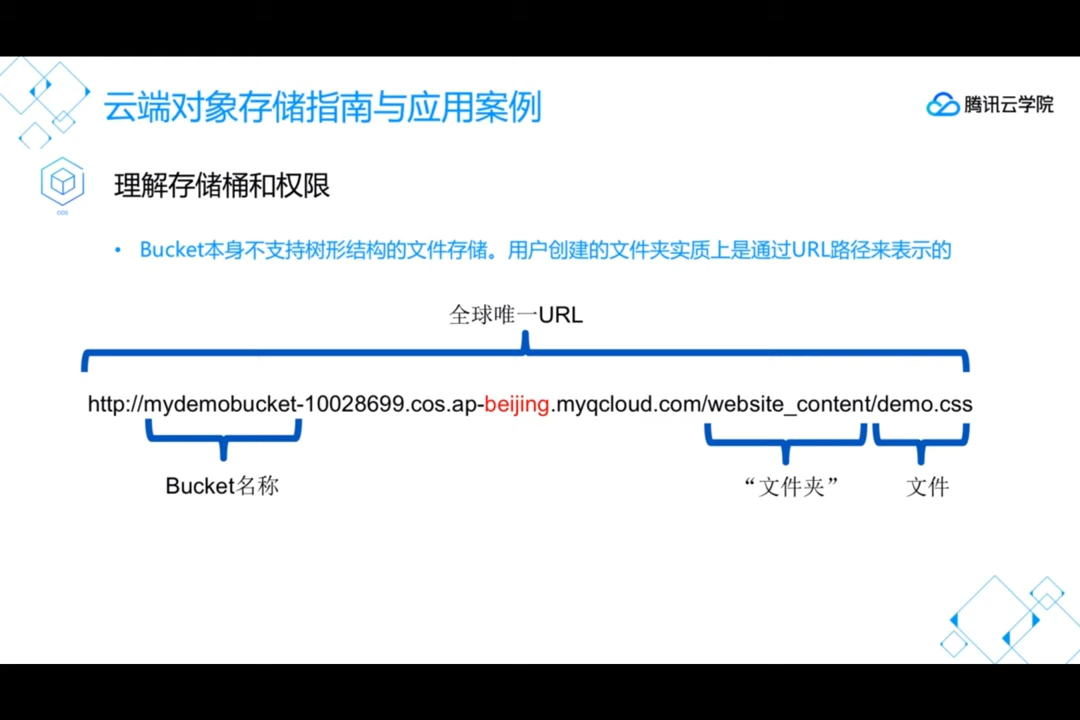 云端对象存储指南与应用案例
腾讯云学院
cos
理解存储桶和权限
• Bucket本身不支持树形结构的文件存储。用户创建的文件夹实质上是通过URL路径来表示的
全球唯一URL
http://mydemobucket-10028699.cos.ap-beijing.myqcloud.com/website_content/demo.css
Bucket名称
“文件夹”
文件